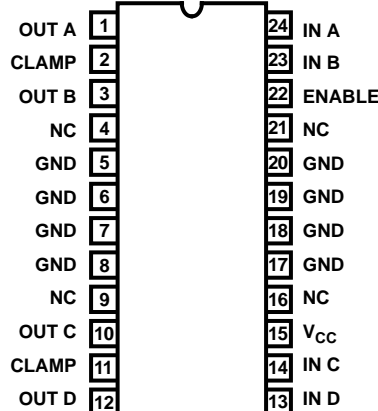 OUT A 1 24 IN A
CLAMP 2 23 IN B
OUT B 3 22 ENABLE
NC 4 21 NC
GND 5 20 GND
GND 6 19 GND
GND 7 18 GND
GND 8 17 GND
NC 9 16 NC
OUT C 10 15 VCC
CLAMP 11 14 IN C
OUT D 12 13 IN D